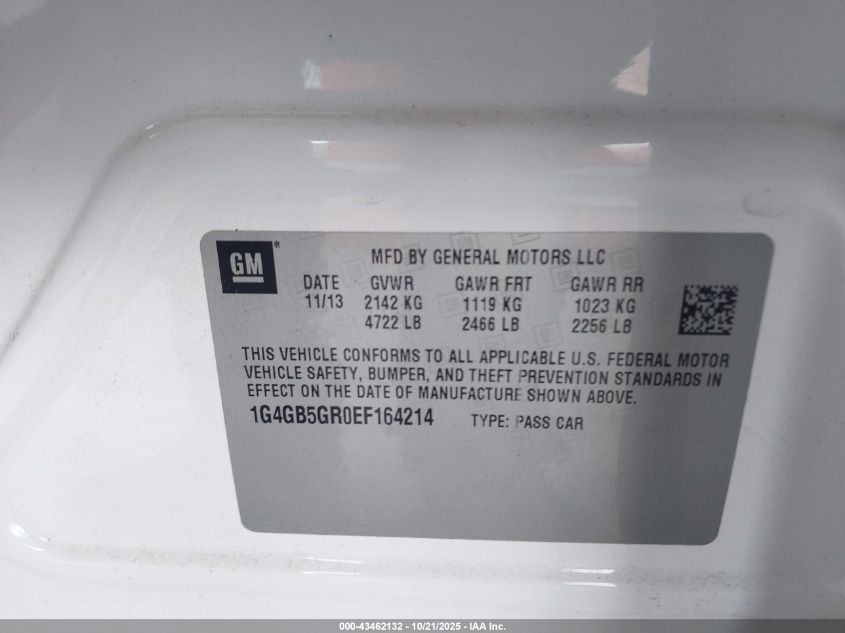 GM ®
MFD BY GENERAL MOTORS LLC
DATE GVWR GAWR FRT GAWR RR
11/13 2142 KG 1119 KG 1023 KG
4722 LB 2466 LB 2256 LB
THIS VEHICLE CONFORMS TO ALL APPLICABLE U.S. FEDERAL MOTOR
VEHICLE SAFETY, BUMPER, AND THEFT PREVENTION STANDARDS IN
EFFECT ON THE DATE OF MANUFACTURE SHOWN ABOVE.
1G4GB5GR0EF164214 TYPE: PASS CAR
000-43462132 - 10/21/2025 - IAA Inc.